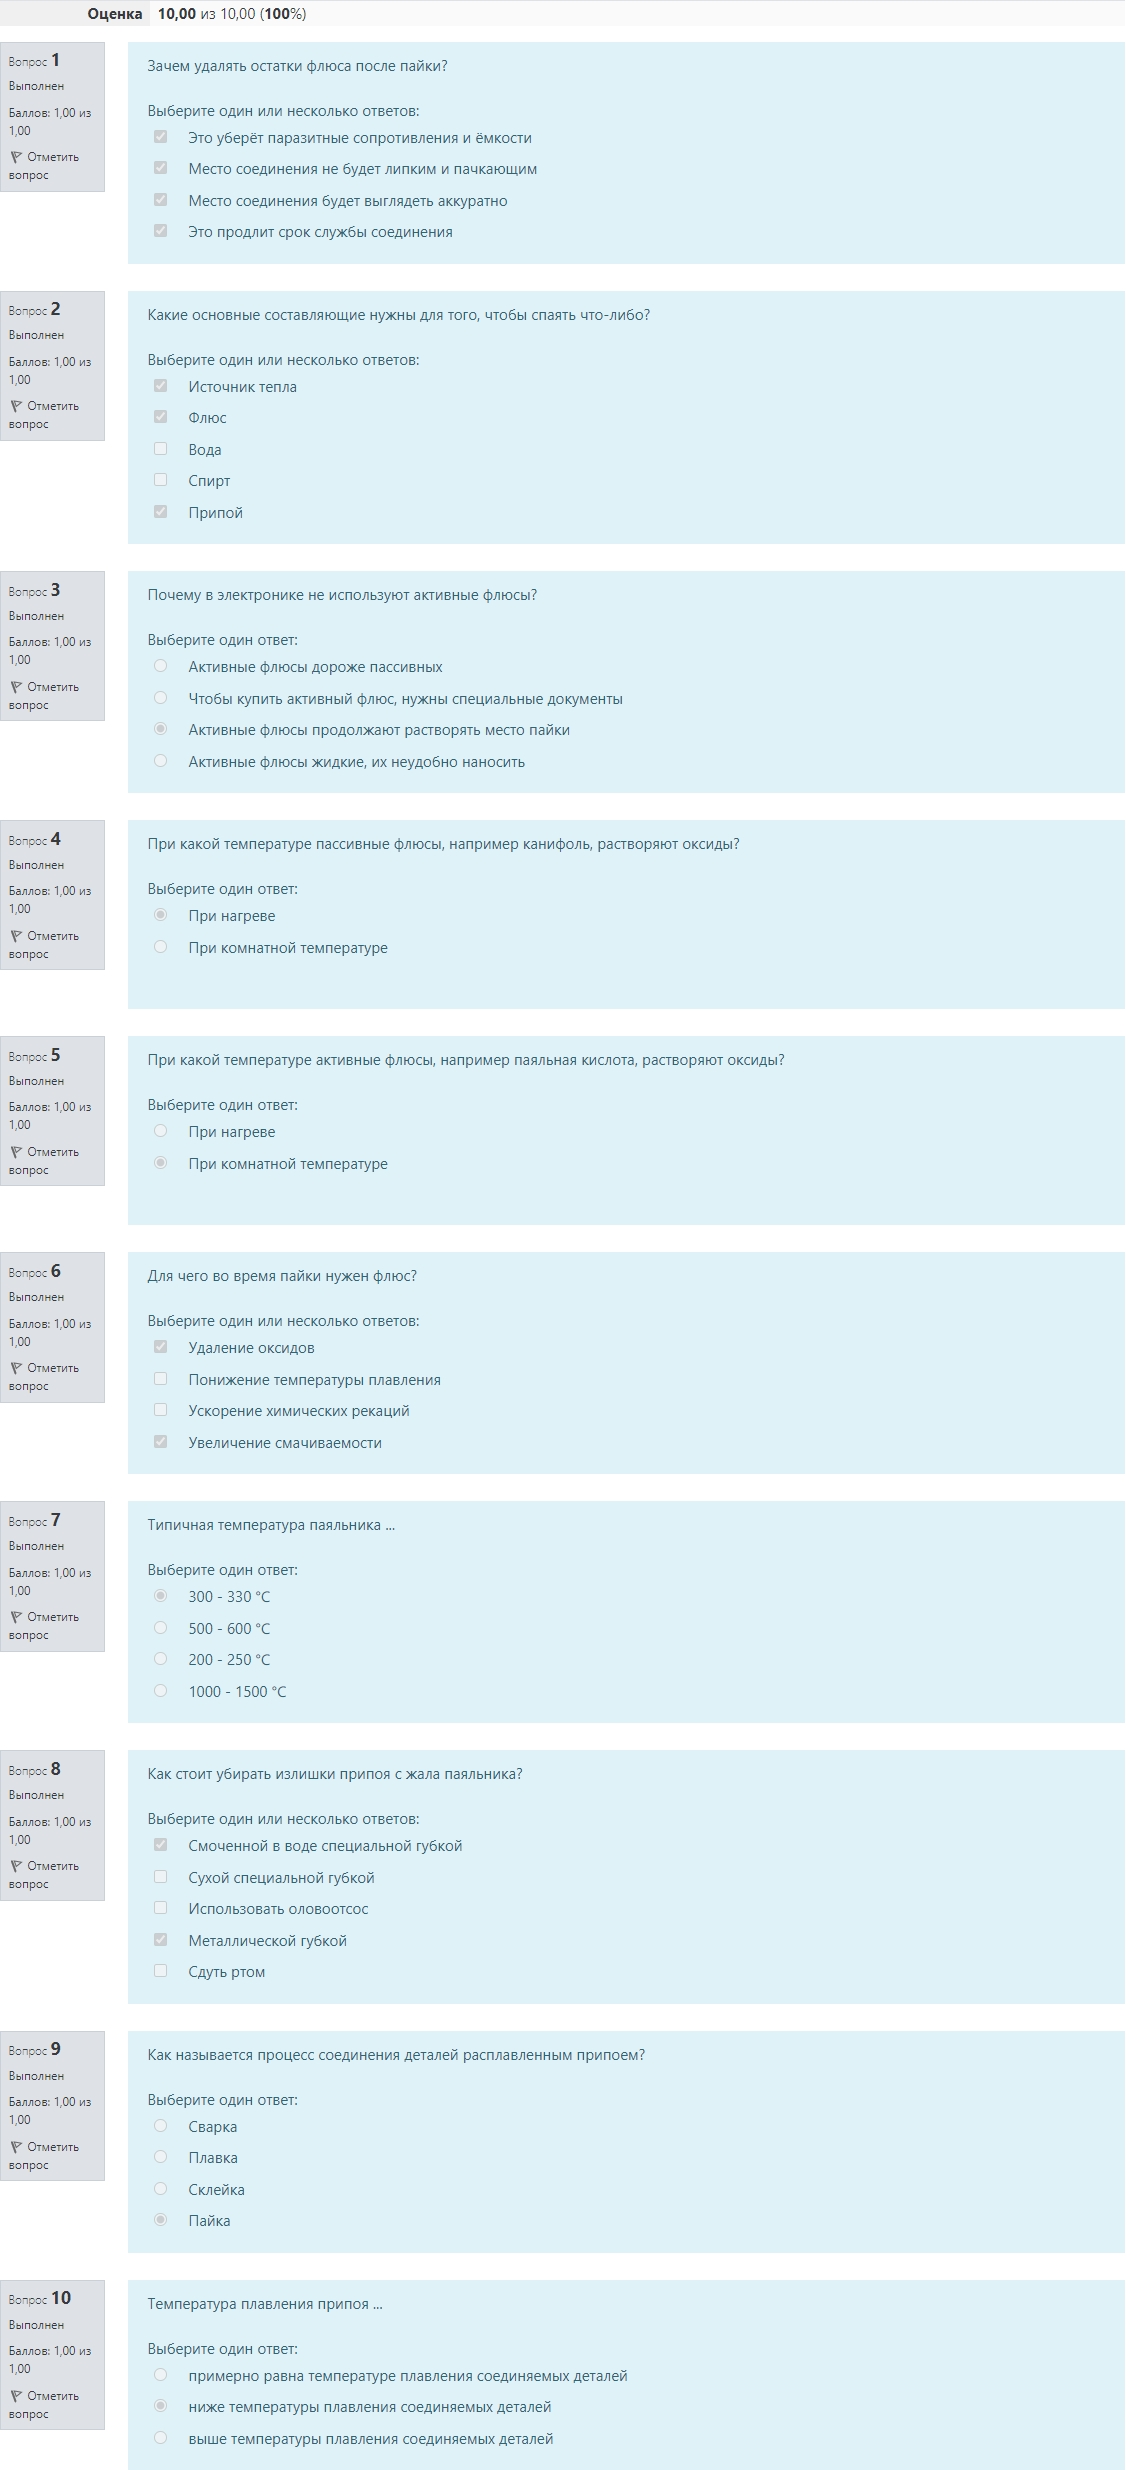 Оценка 10,00 из 10,00 (100%)
Вопрос 1
Выполнен
Баллов: 1,00 из
1,00
Отметить
вопрос
Зачем удалять остатки флюса после пайки?
Выберите один или несколько ответов:
Это уберёт паразитные сопротивления и ёмкости
Место соединения не будет липким и пачкающим
Место соединения будет выглядеть аккуратно
Это продлит срок службы соединения
Вопрос 2
Выполнен
Баллов: 1,00 из
1,00
Отметить
вопрос
Какие основные составляющие нужны для того, чтобы спаять что-либо?
Выберите один или несколько ответов:
Источник тепла
Флюс
Вода
Спирт
Припой
Вопрос 3
Выполнен
Баллов: 1,00 из
1,00
Отметить
вопрос
Почему в электронике не используют активные флюсы?
Выберите один ответ:
Активные флюсы дороже пассивных
Чтобы купить активный флюс, нужны специальные документы
Активные флюсы продолжают растворять место пайки
Активные флюсы жидкие, их неудобно наносить
Вопрос 4
Выполнен
Баллов: 1,00 из
1,00
Отметить
вопрос
При какой температуре пассивные флюсы, например канифоль, растворяют оксиды?
Выберите один ответ:
При нагреве
При комнатной температуре
Вопрос 5
Выполнен
Баллов: 1,00 из
1,00
Отметить
вопрос
При какой температуре активные флюсы, например паяльная кислота, растворяют оксиды?
Выберите один ответ:
При нагреве
При комнатной температуре
Вопрос 6
Выполнен
Баллов: 1,00 из
1,00
Отметить
вопрос
Для чего во время пайки нужен флюс?
Выберите один или несколько ответов:
Удаление оксидов
Понижение температуры плавления
Ускорение химических рекаций
Увеличение смачиваемости
Вопрос 7
Выполнен
Баллов: 1,00 из
1,00
Отметить
вопрос
Типичная температура паяльника ...
Выберите один ответ:
300 - 330 °C
500 - 600 °C
200 - 250 °C
1000 - 1500 °C
Вопрос 8
Выполнен
Баллов: 1,00 из
1,00
Отметить
вопрос
Как стоит убирать излишки припоя с жала паяльника?
Выберите один или несколько ответов:
Смоченной в воде специальной губкой
Сухой специальной губкой
Использовать оловоотсос
Металлической губкой
Сдуть ртом
Вопрос 9
Выполнен
Баллов: 1,00 из
1,00
Отметить
вопрос
Как называется процесс соединения деталей расплавленным припоем?
Выберите один ответ:
Сварка
Плавка
Склейка
Пайка
Вопрос 10
Выполнен
Баллов: 1,00 из
1,00
Отметить
вопрос
Температура плавления припоя ...
Выберите один ответ:
примерно равна температуре плавления соединяемых деталей
ниже температуры плавления соединяемых деталей
выше температуры плавления соединяемых деталей